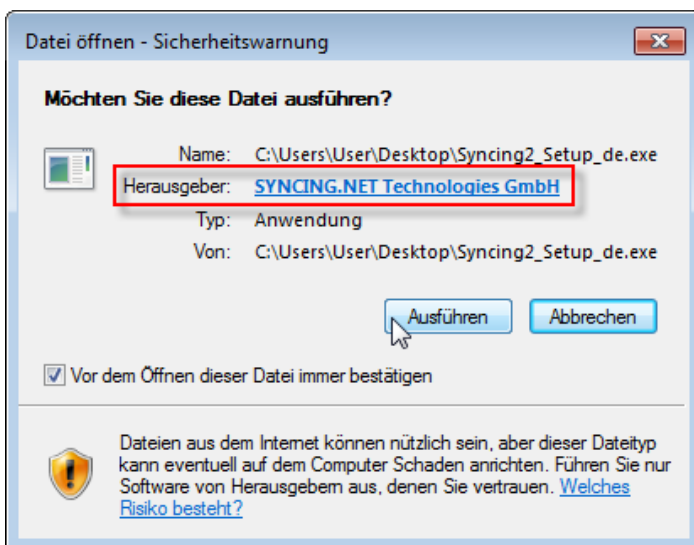 Datei öffnen - Sicherheitswarnung
Möchten Sie diese Datei ausführen?
Name: C:\Users\User\Desktop\Syncing2_Setup_de.exe
Herausgeber: SYNCING.NET Technologies GmbH
Typ: Anwendung
Von: C:\Users\User\Desktop\Syncing2_Setup_de.exe
Ausführen Abbrechen
Vor dem Öffnen dieser Datei immer bestätigen
Dateien aus dem Internet können nützlich sein, aber dieser Dateityp
kann eventuell auf dem Computer Schaden anrichten. Führen Sie nur
Software von Herausgebern aus, denen Sie vertrauen. Welches
Risiko besteht?